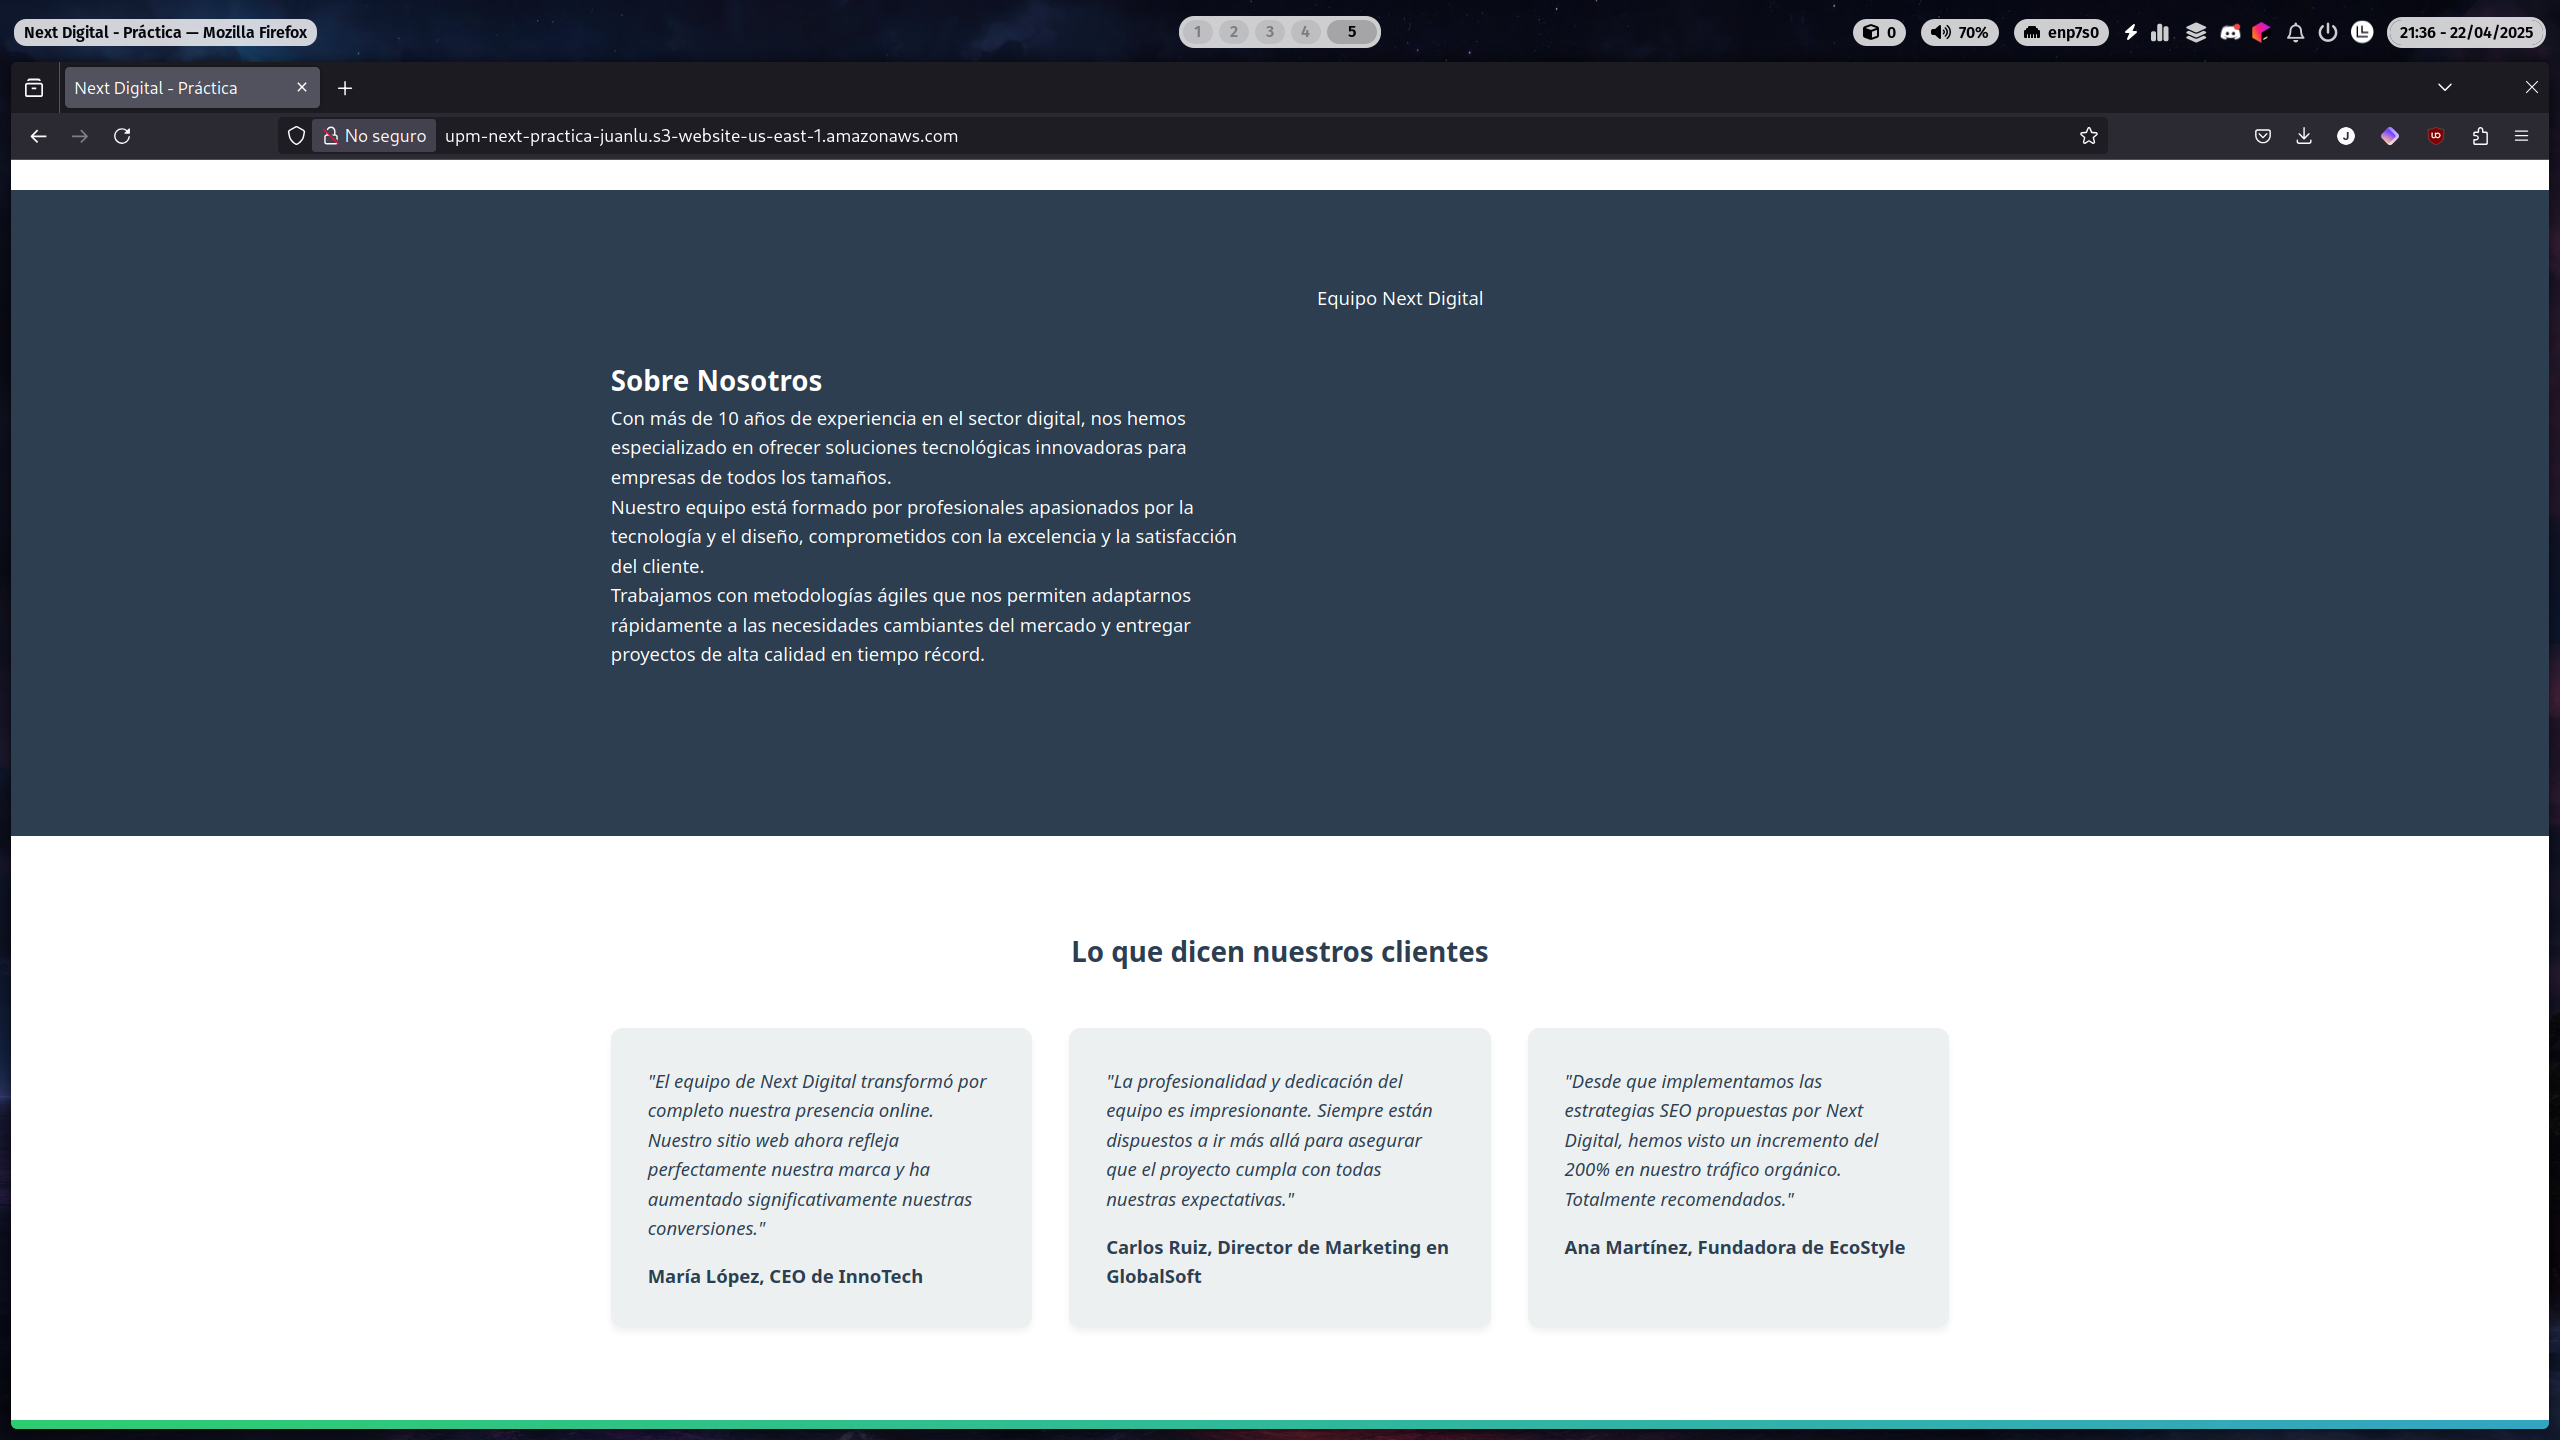 Next Digital - Práctica — Mozilla Firefox
1 2 3 4 5
0 70% enp7s0 21:36 - 22/04/2025
Next Digital - Práctica
No seguro upm-next-practica-juanlu.s3-website-us-east-1.amazonaws.com
Equipo Next Digital
Sobre Nosotros
Con más de 10 años de experiencia en el sector digital, nos hemos
especializado en ofrecer soluciones tecnológicas innovadoras para
empresas de todos los tamaños.
Nuestro equipo está formado por profesionales apasionados por la
tecnología y el diseño, comprometidos con la excelencia y la satisfacción
del cliente.
Trabajamos con metodologías ágiles que nos permiten adaptarnos
rápidamente a las necesidades cambiantes del mercado y entregar
proyectos de alta calidad en tiempo récord.
Lo que dicen nuestros clientes
"El equipo de Next Digital transformó por
completo nuestra presencia online.
Nuestro sitio web ahora refleja
perfectamente nuestra marca y ha
aumentado significativamente nuestras
conversiones."
María López, CEO de InnoTech
"La profesionalidad y dedicación del
equipo es impresionante. Siempre están
dispuestos a ir más allá para asegurar
que el proyecto cumpla con todas
nuestras expectativas."
Carlos Ruiz, Director de Marketing en
GlobalSoft
"Desde que implementamos las
estrategias SEO propuestas por Next
Digital, hemos visto un incremento del
200% en nuestro tráfico orgánico.
Totalmente recomendados."
Ana Martínez, Fundadora de EcoStyle